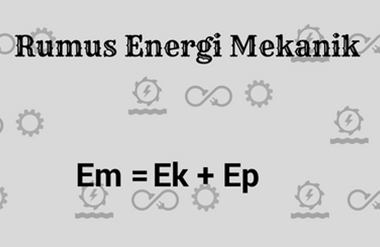 Rumus Energi Mekanik
Em = Ek + Ep